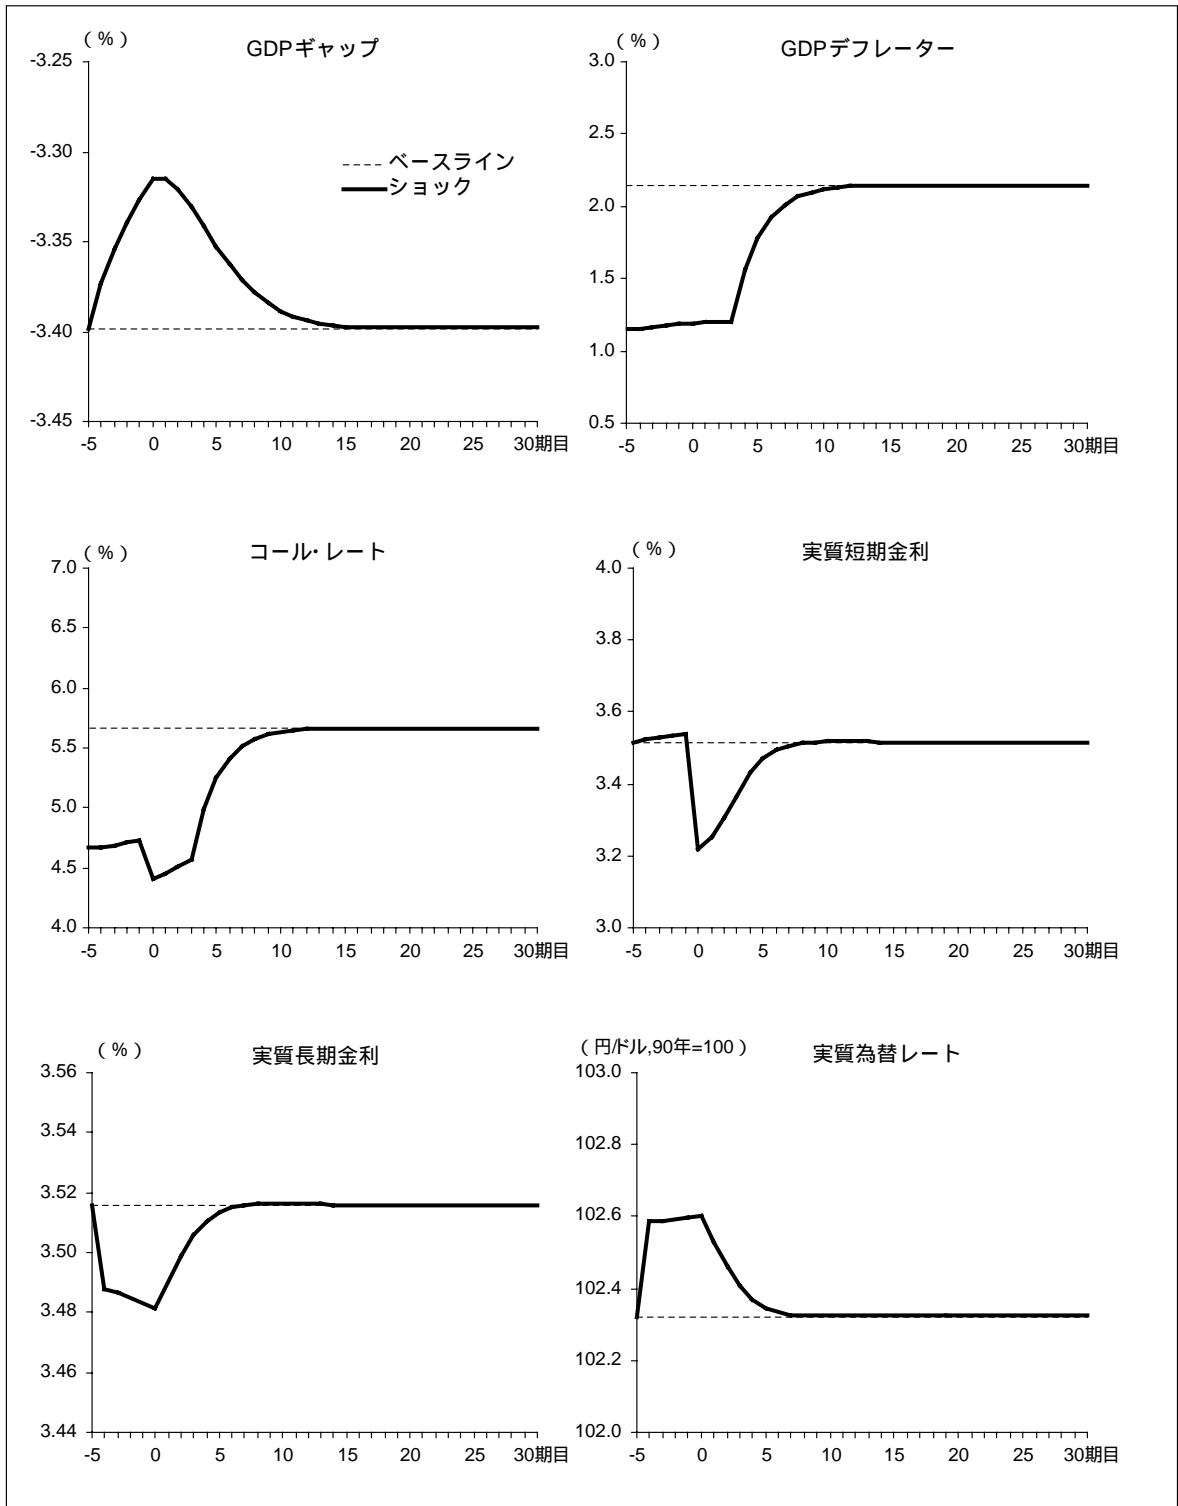 （%）
GDPギャップ
-3.25
-3.30
-3.35
-3.40
-3.45
-5 0 5 10 15 20 25 30期目
ベースライン
ショック
（%）
GDPデフレーター
3.0
2.5
2.0
1.5
1.0
0.5
-5 0 5 10 15 20 25 30期目
（%）
コール・レート
7.0
6.5
6.0
5.5
5.0
4.5
4.0
-5 0 5 10 15 20 25 30期目
（%）
実質短期金利
4.0
3.8
3.6
3.4
3.2
3.0
-5 0 5 10 15 20 25 30期目
（%）
実質長期金利
3.56
3.54
3.52
3.50
3.48
3.46
3.44
-5 0 5 10 15 20 25 30期目
（円/ドル,90年=100）
実質為替レート
103.0
102.8
102.6
102.4
102.2
102.0
-5 0 5 10 15 20 25 30期目